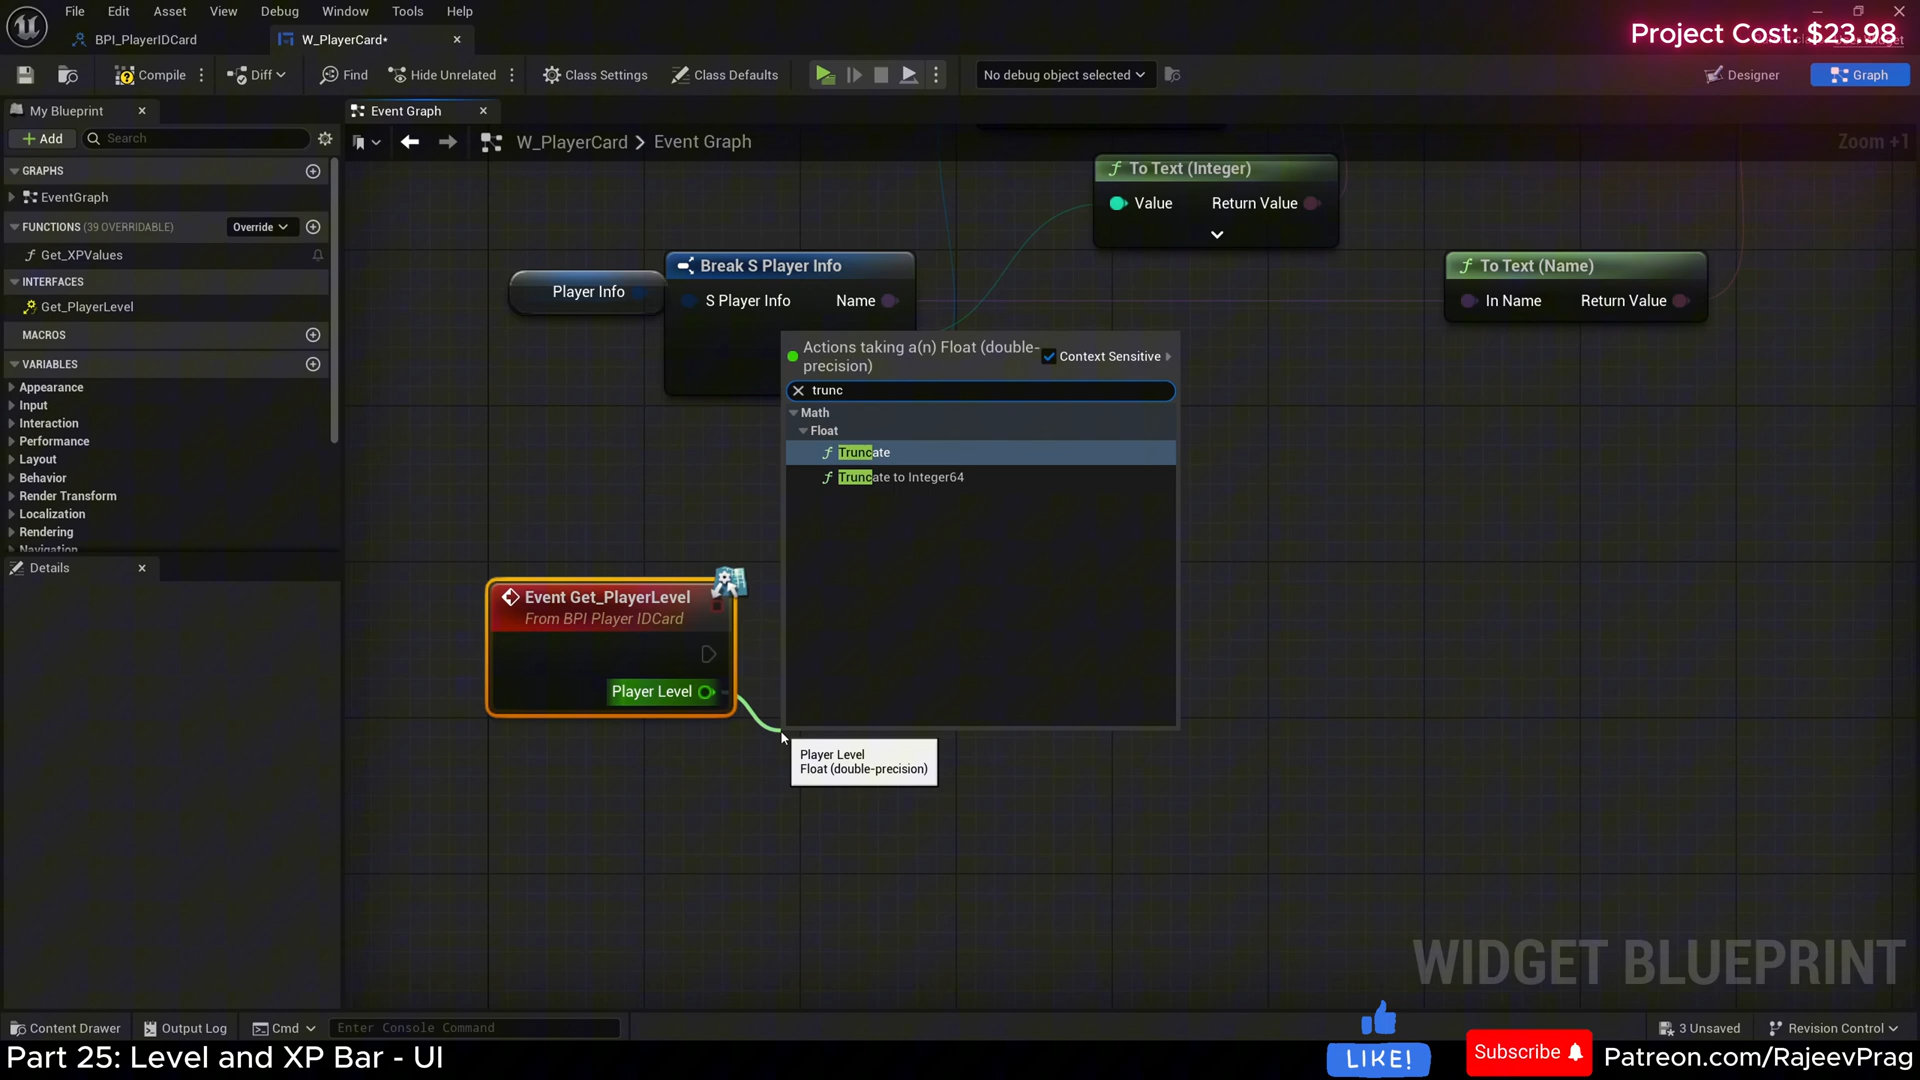 File Edit Asset View Debug Window Tools Help
Project Cost: $23.98
BPI_PlayerIDCard
W_PlayerCard*
Compile
Diff
Find
Hide Unrelated
Class Settings
Class Defaults
No debug object selected
Designer
Graph
My Blueprint
Event Graph
Add
Search
W_PlayerCard > Event Graph
Zoom +1
GRAPHS
EventGraph
FUNCTIONS (39 OVERRIDABLE)
Override
Get_XPValues
INTERFACES
Get_PlayerLevel
MACROS
VARIABLES
Appearance
Input
Interaction
Performance
Layout
Behavior
Render Transform
Localization
Rendering
Navigation
Details
To Text (Integer)
Value Return Value
Player Info
Break S Player Info
S Player Info Name
To Text (Name)
In Name Return Value
Actions taking a(n) Float (double-
precision)
Context Sensitive
trunc
Math
Float
Truncate
Truncate to Integer64
Event Get_PlayerLevel
From BPI Player IDCard
Player Level
Player Level
Float (double-precision)
WIDGET BLUEPRINT
Content Drawer
Output Log
Cmd
Enter Console Command
3 Unsaved
Revision Control
Part 25: Level and XP Bar - UI
LIKE!
Subscribe
Patreon.com/RajeevPrag